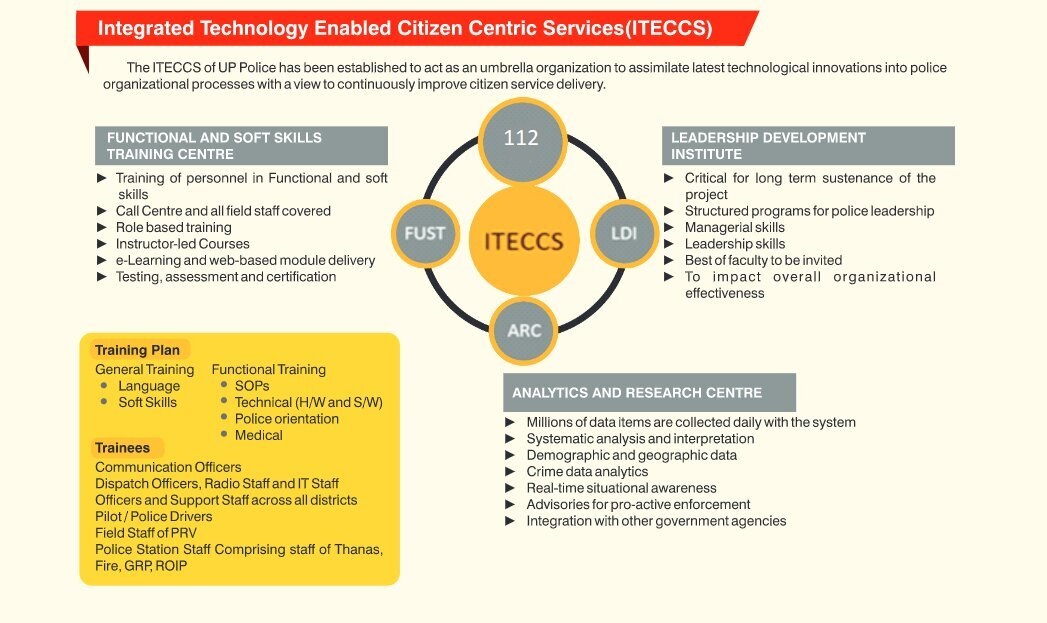 Integrated Technology Enabled Citizen Centric Services(ITECCS)
The ITECCS of UP Police has been established to act as an umbrella organization to assimilate latest technological innovations into police
organizational processes with a view to continuously improve citizen service delivery.
FUNCTIONAL AND SOFT SKILLS
TRAINING CENTRE
Training of personnel in Functional and soft
skills
Call Centre and all field staff covered
Role based training
Instructor-led Courses
e-Learning and web-based module delivery
Testing, assessment and certification
112
FUST
ITECCS
LDI
ARC
LEADERSHIP DEVELOPMENT
INSTITUTE
Critical for long term sustenance of the
project
Structured programs for police leadership
Managerial skills
Leadership skills
Best of faculty to be invited
To impact overall organizational
effectiveness
Training Plan
General Training
Language
Soft Skills
Functional Training
SOPs
Technical (H/W and S/W)
Police orientation
Medical
Trainees
Communication Officers
Dispatch Officers, Radio Staff and IT Staff
Officers and Support Staff across all districts
Pilot / Police Drivers
Field Staff of PRV
Police Station Staff Comprising staff of Thanas,
Fire, GRP, ROIP
ANALYTICS AND RESEARCH CENTRE
Millions of data items are collected daily with the system
Systematic analysis and interpretation
Demographic and geographic data
Crime data analytics
Real-time situational awareness
Advisories for pro-active enforcement
Integration with other government agencies